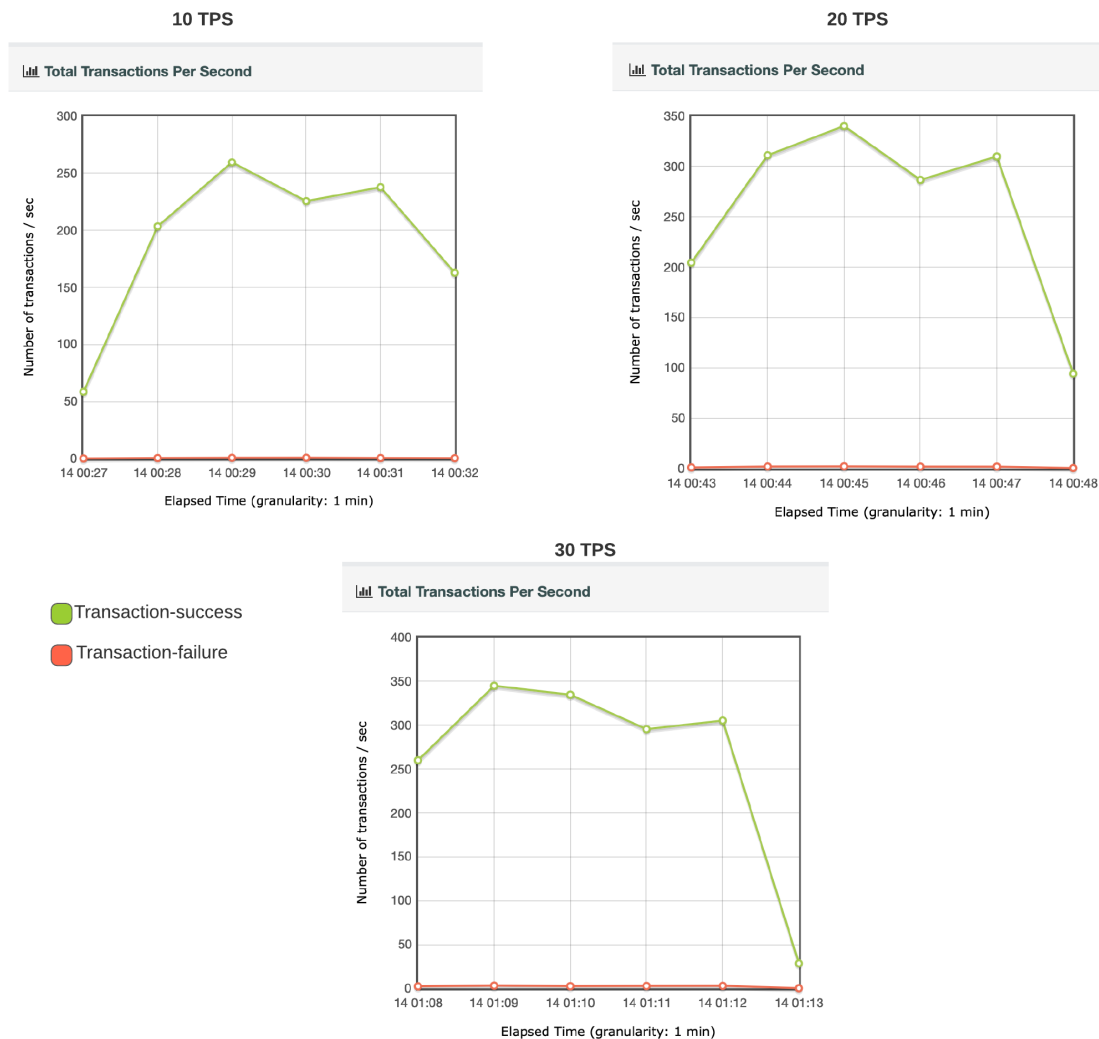 10 TPS
Total Transactions Per Second
300
250
200
150
100
50
0
Number of transactions / sec
14 00:27 14 00:28 14 00:29 14 00:30 14 00:31 14 00:32
Elapsed Time (granularity: 1 min)
20 TPS
Total Transactions Per Second
350
300
250
200
150
100
50
0
Number of transactions / sec
14 00:43 14 00:44 14 00:45 14 00:46 14 00:47 14 00:48
Elapsed Time (granularity: 1 min)
Transaction-success
Transaction-failure
30 TPS
Total Transactions Per Second
400
350
300
250
200
150
100
50
0
Number of transactions / sec
14 01:08 14 01:09 14 01:10 14 01:11 14 01:12 14 01:13
Elapsed Time (granularity: 1 min)